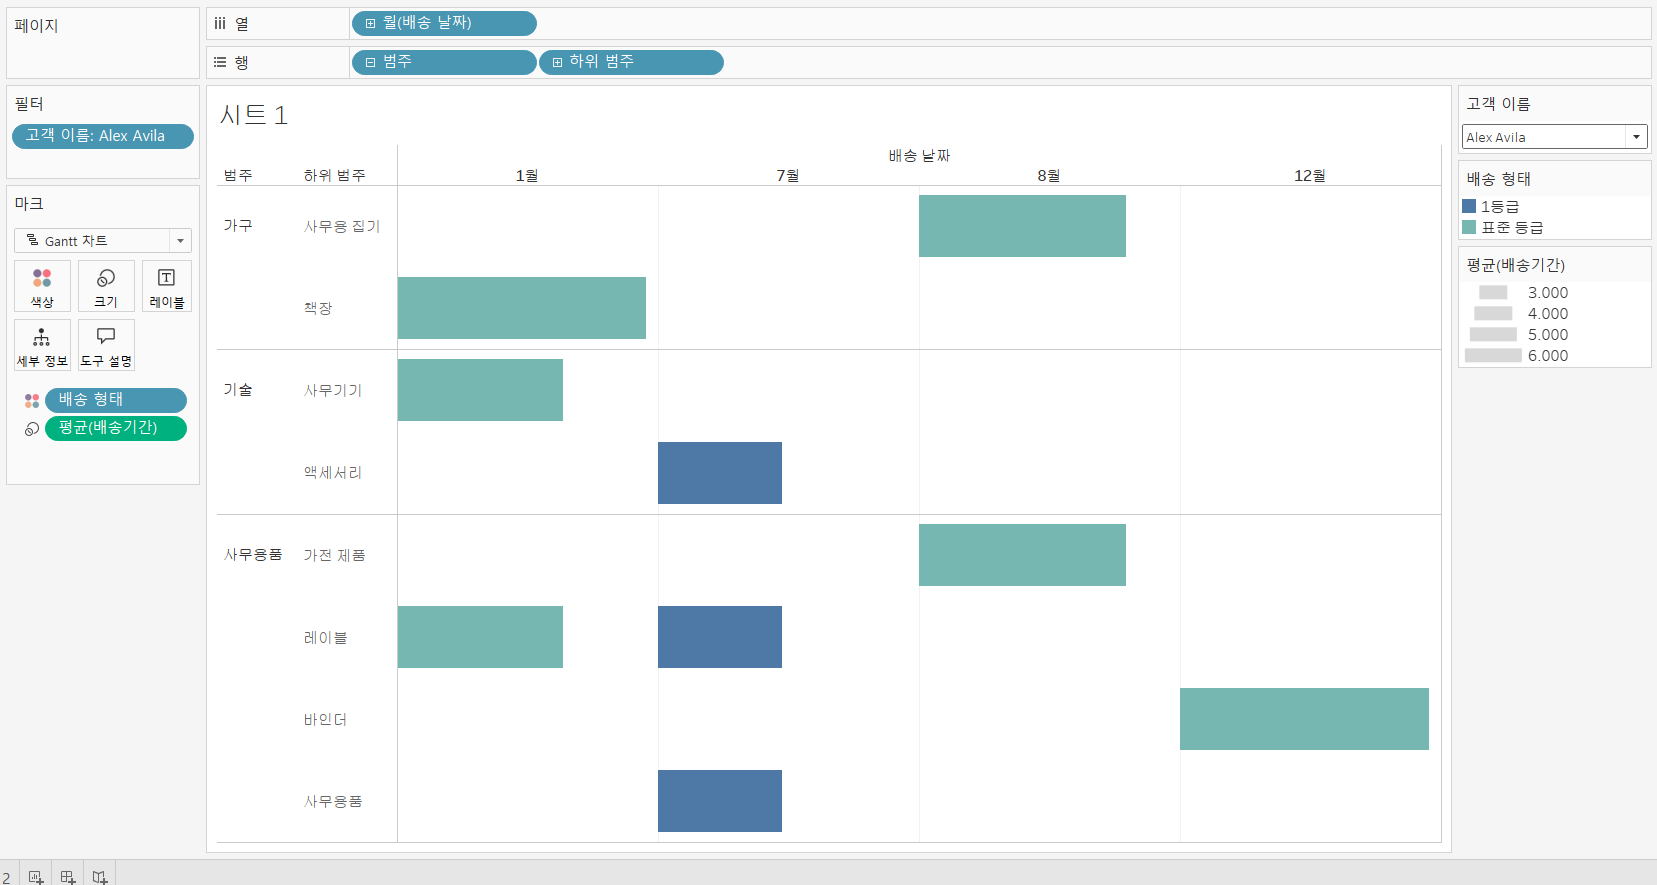 페이지
열
월(배송 날짜)
행
범주
하위 범주
필터
고객 이름: Alex Avila
마크
Gantt 차트
색상
크기
레이블
세부 정보
도구 설명
배송 형태
평균(배송기간)
시트 1
배송 날짜
범주 하위 범주 1월 7월 8월 12월
가구 사무용 집기
책장
기술 사무기기
액세서리
사무용품 가전 제품
레이블
바인더
사무용품
고객 이름
Alex Avila
배송 형태
1등급
표준 등급
평균(배송기간)
3.000
4.000
5.000
6.000
2